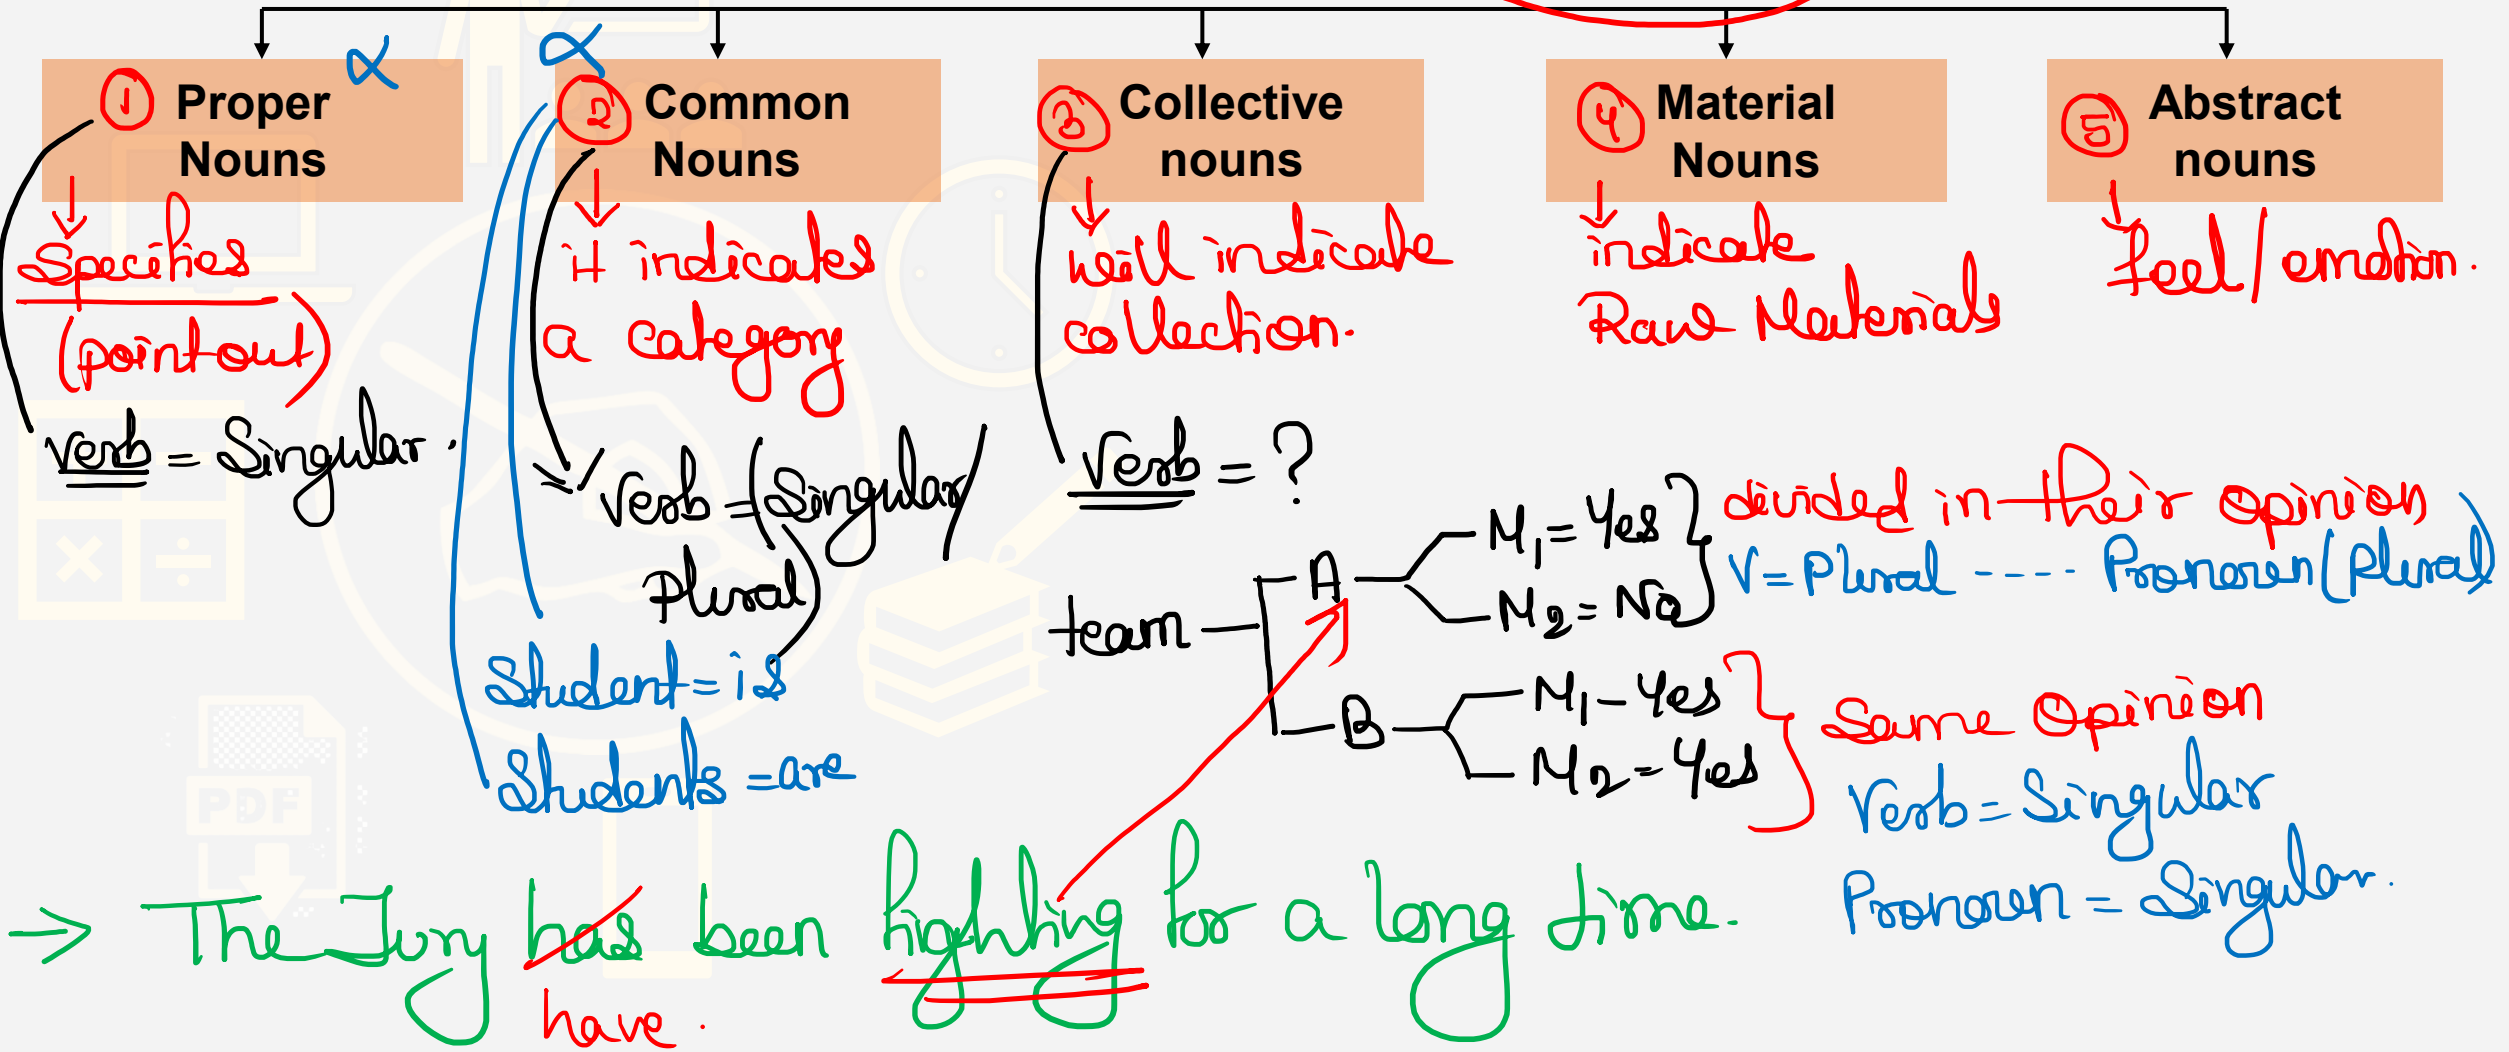 ① Proper
Nouns
② Common
Nouns
③ Collective
nouns
④ Material
Nouns
⑤ Abstract
nouns
Specifies
(point out)
Verb = Singular.
it indicates
a category
Verb = (Singular/
Plural)
Student = is
Students = are
will indicate
collection.
Verb = ?
team
A
M1 = Yes
M2 = No
divided in their opinion
V = Plural ---- Pronoun (Plural)
B
M1 - Yes
M2 = Yes
Same opinion
Verb = Singular
Pronoun = Singular.
indicate
Raw Materials
feel / emotion.
→ The Jury has been fighting for a long time.
have.
PDF